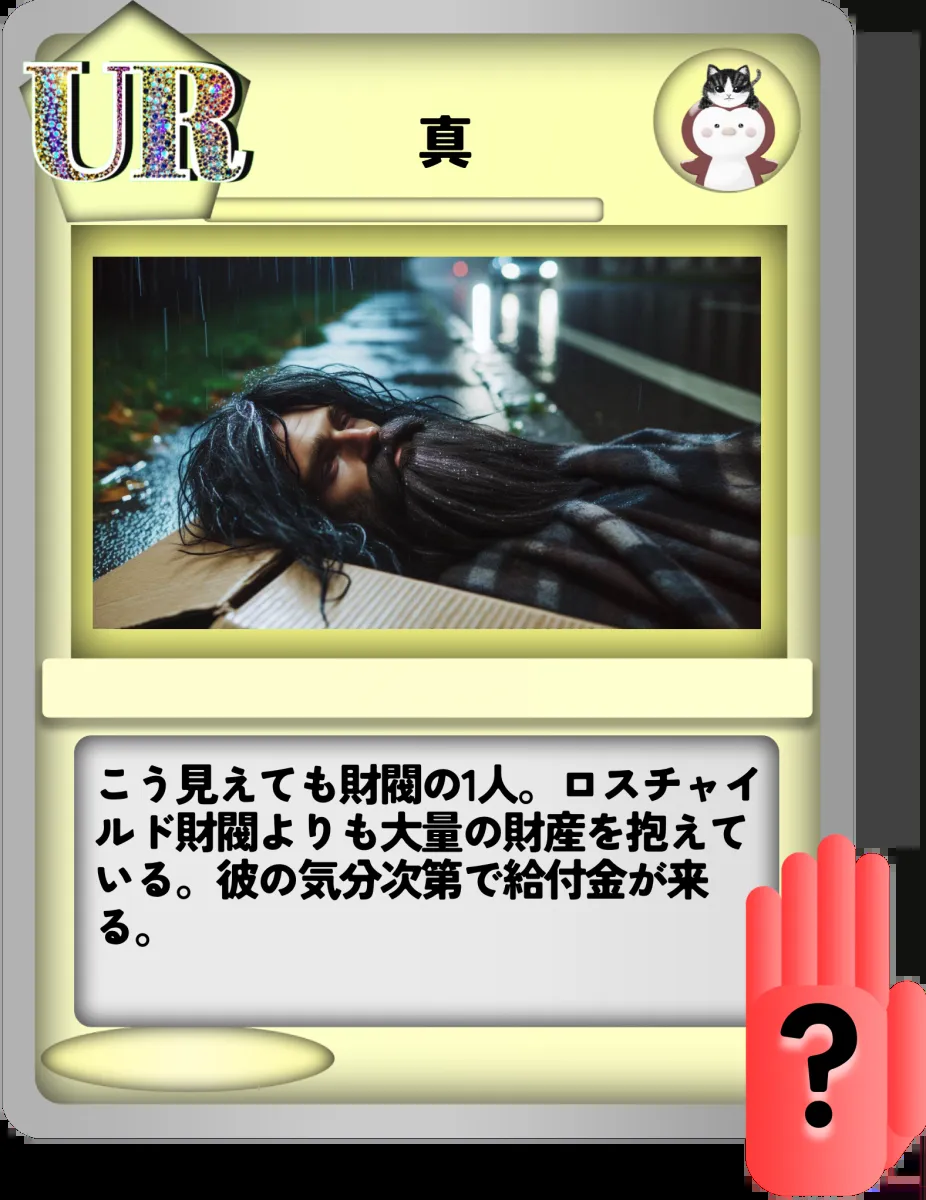 UR
真
こう見えても財閥の1人。ロスチャイ
ルド財閥よりも大量の財産を抱えて
いる。彼の気分次第で給付金が来
る。
?